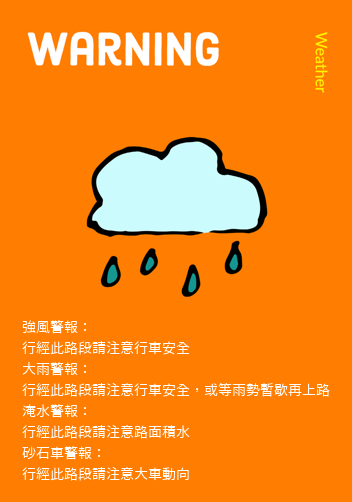 WARNING
Weather
強風警報：
行經此路段請注意行車安全
大雨警報：
行經此路段請注意行車安全，或等雨勢暫歇再上路
淹水警報：
行經此路段請注意路面積水
砂石車警報：
行經此路段請注意大車動向